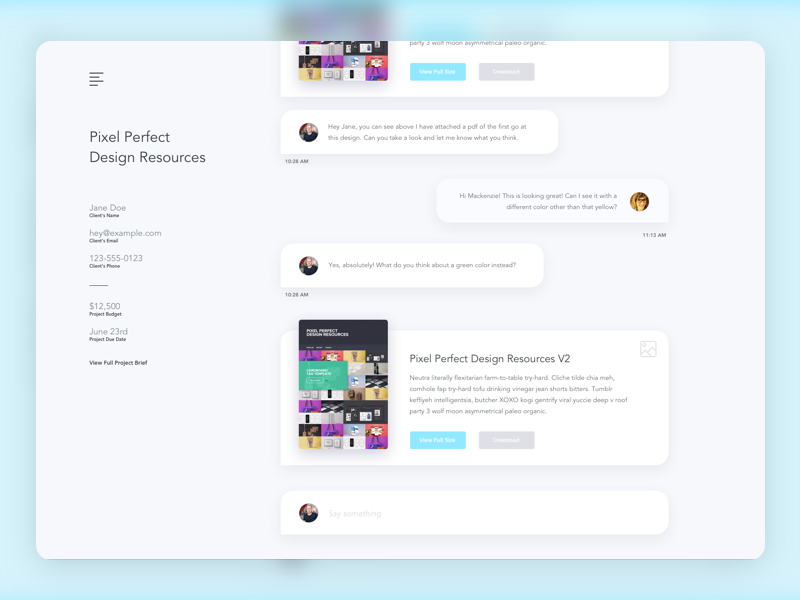 party 3 wolf moon asymmetrical paleo organic.
View Full Size
Download
Hey Jane, you can see above I have attached a pdf of the first go at
this design. Can you take a look and let me know what you think.
10:28 AM
Hi Mackenzie! This is looking great! Can I see it with a
different color other than that yellow?
11:13 AM
Yes, absolutely! What do you think about a green color instead?
10:28 AM
Pixel Perfect
Design Resources
Jane Doe
Client's Name
hey@example.com
Client's Email
123-555-0123
Client's Phone
$12,500
Project Budget
June 23rd
Project Due Date
View Full Project Brief
PIXEL PERFECT
DESIGN RESOURCES
Pixel Perfect Design Resources V2
Neutra literally flexitarian farm-to-table try-hard. Cliche tilde chia meh,
cornhole fap try-hard tofu drinking vinegar jean shorts bitters. Tumblr
keffiyeh intelligentsia, butcher XOXO kogi gentrify viral yuccie deep v roof
party 3 wolf moon asymmetrical paleo organic.
View Full Size
Download
Say something